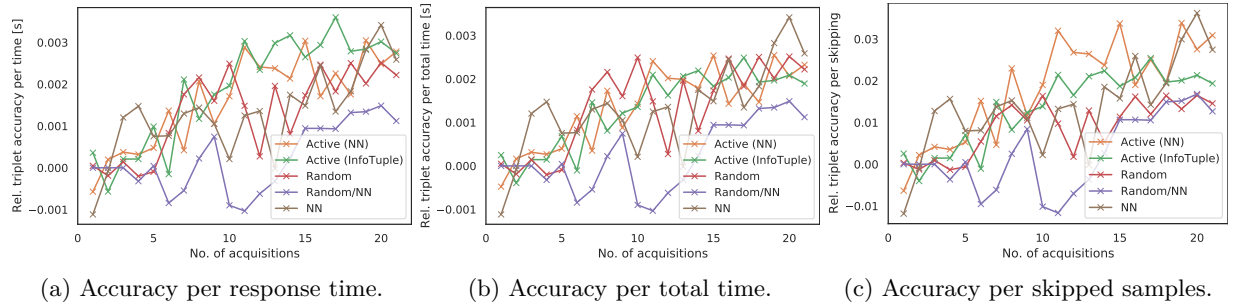 Rel. triplet accuracy per time [s]
0.003
0.002
0.001
0.000
−0.001
0
5
10
15
20
No. of acquisitions
Active (NN)
Active (InfoTuple)
Random
Random/NN
NN
(a) Accuracy per response time.
Rel. triplet accuracy per total time [s]
0.003
0.002
0.001
0.000
−0.001
0
5
10
15
20
No. of acquisitions
Active (NN)
Active (InfoTuple)
Random
Random/NN
NN
(b) Accuracy per total time.
Rel. triplet accuracy per skipping
0.03
0.02
0.01
0.00
−0.01
0
5
10
15
20
No. of acquisitions
Active (NN)
Active (InfoTuple)
Random
Random/NN
NN
(c) Accuracy per skipped samples.